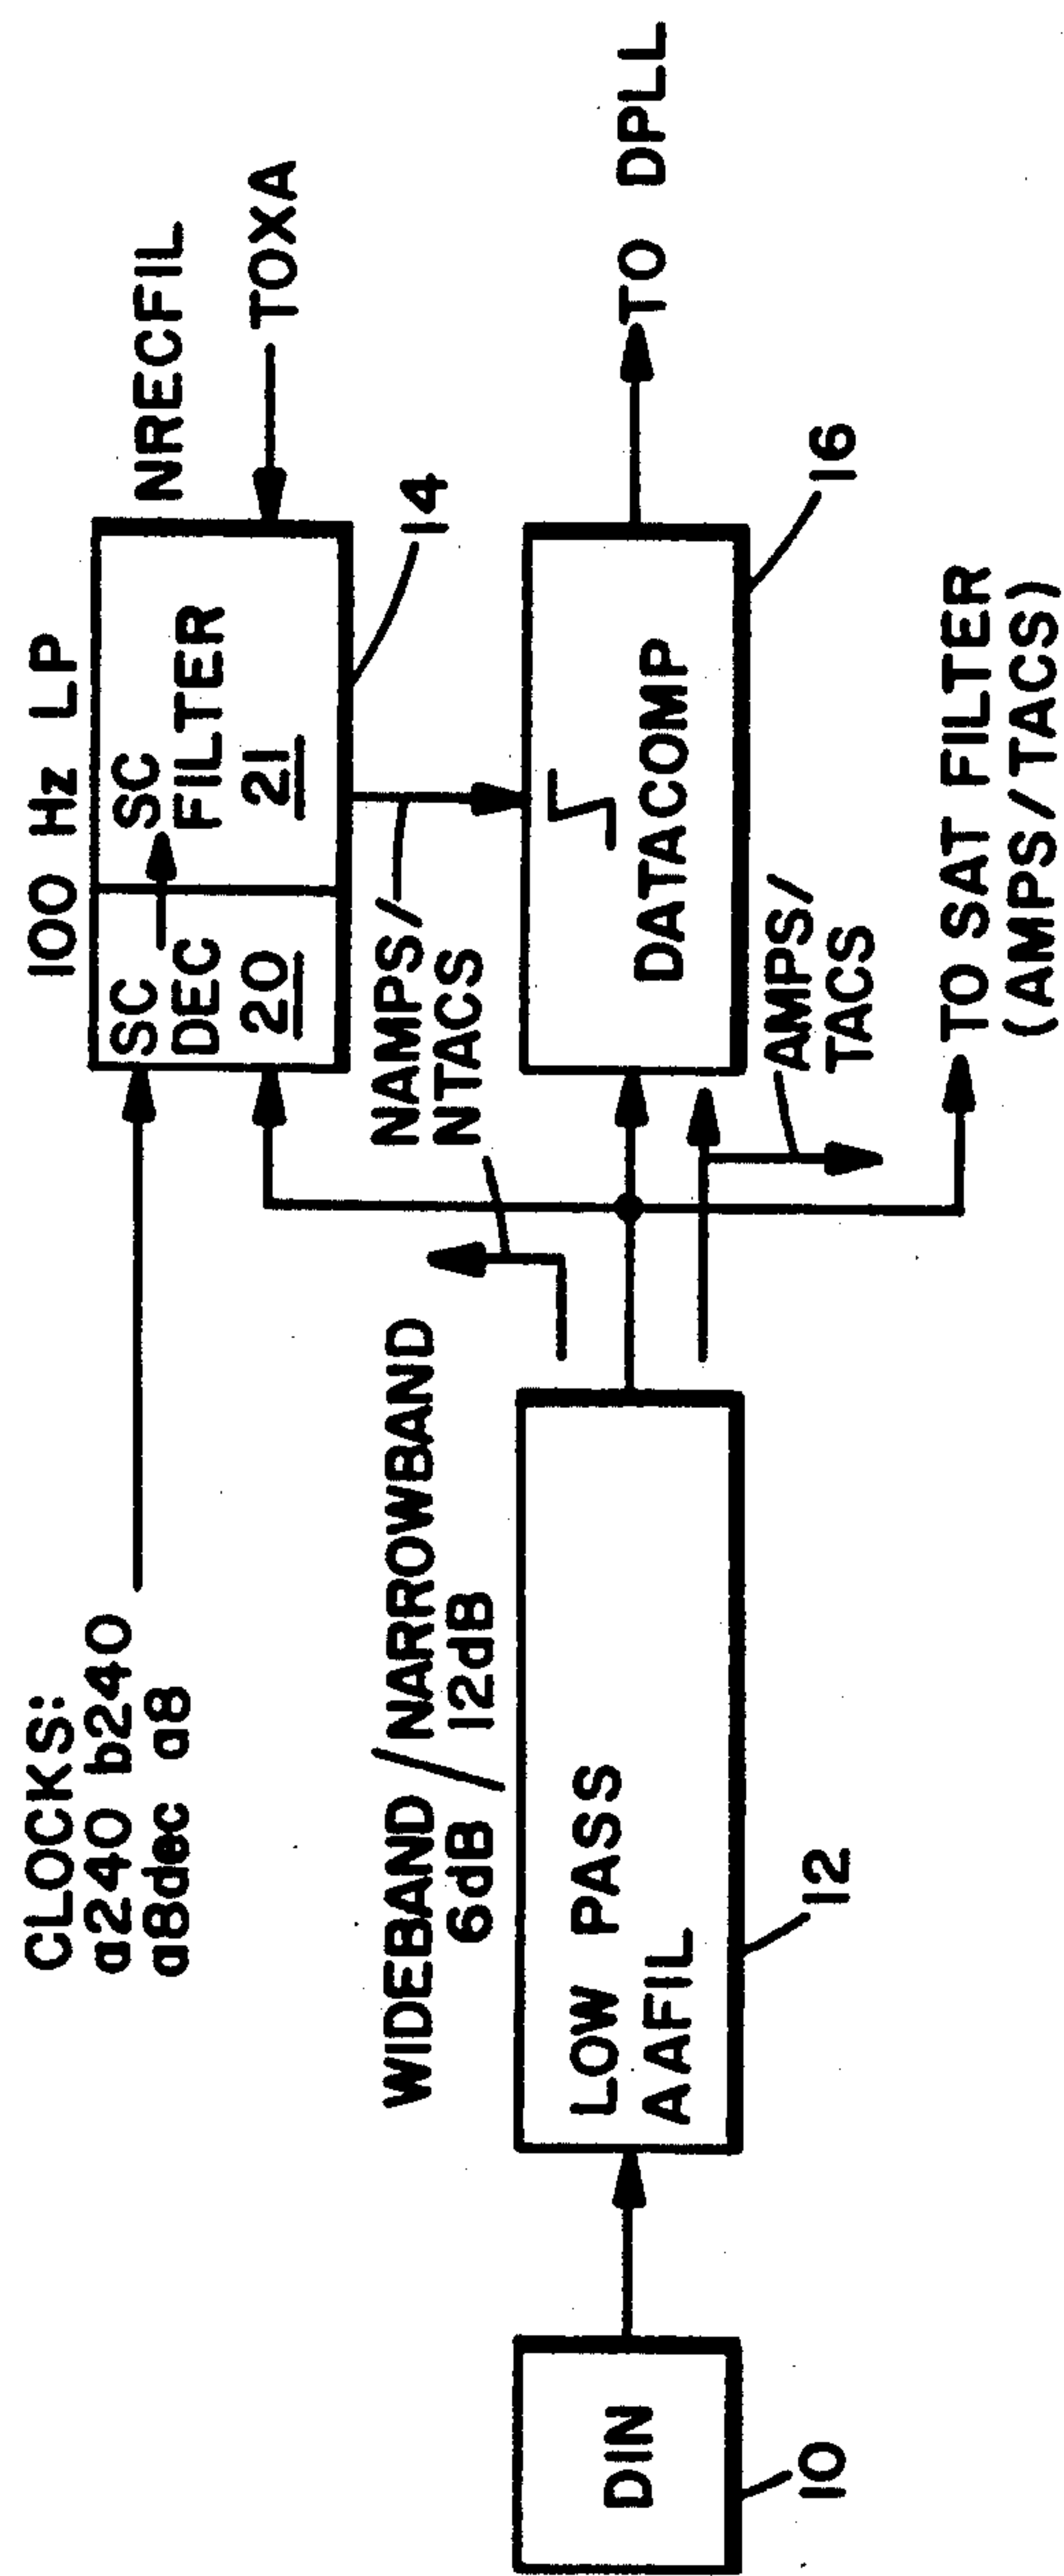 CLOCKS:
a240 b240
a8dec a8
100 Hz LP
SC
DEC
20
SC
FILTER
21
NRECFIL
TOXA
14
WIDEBAND / NARROWBAND
6dB / 12dB
NAMPS/
NTACS
DIN
10
LOW PASS
AAFIL
12
DATACOMP
16
TO DPLL
AMPS/
TACS
TO SAT FILTER
(AMPS/TACS)